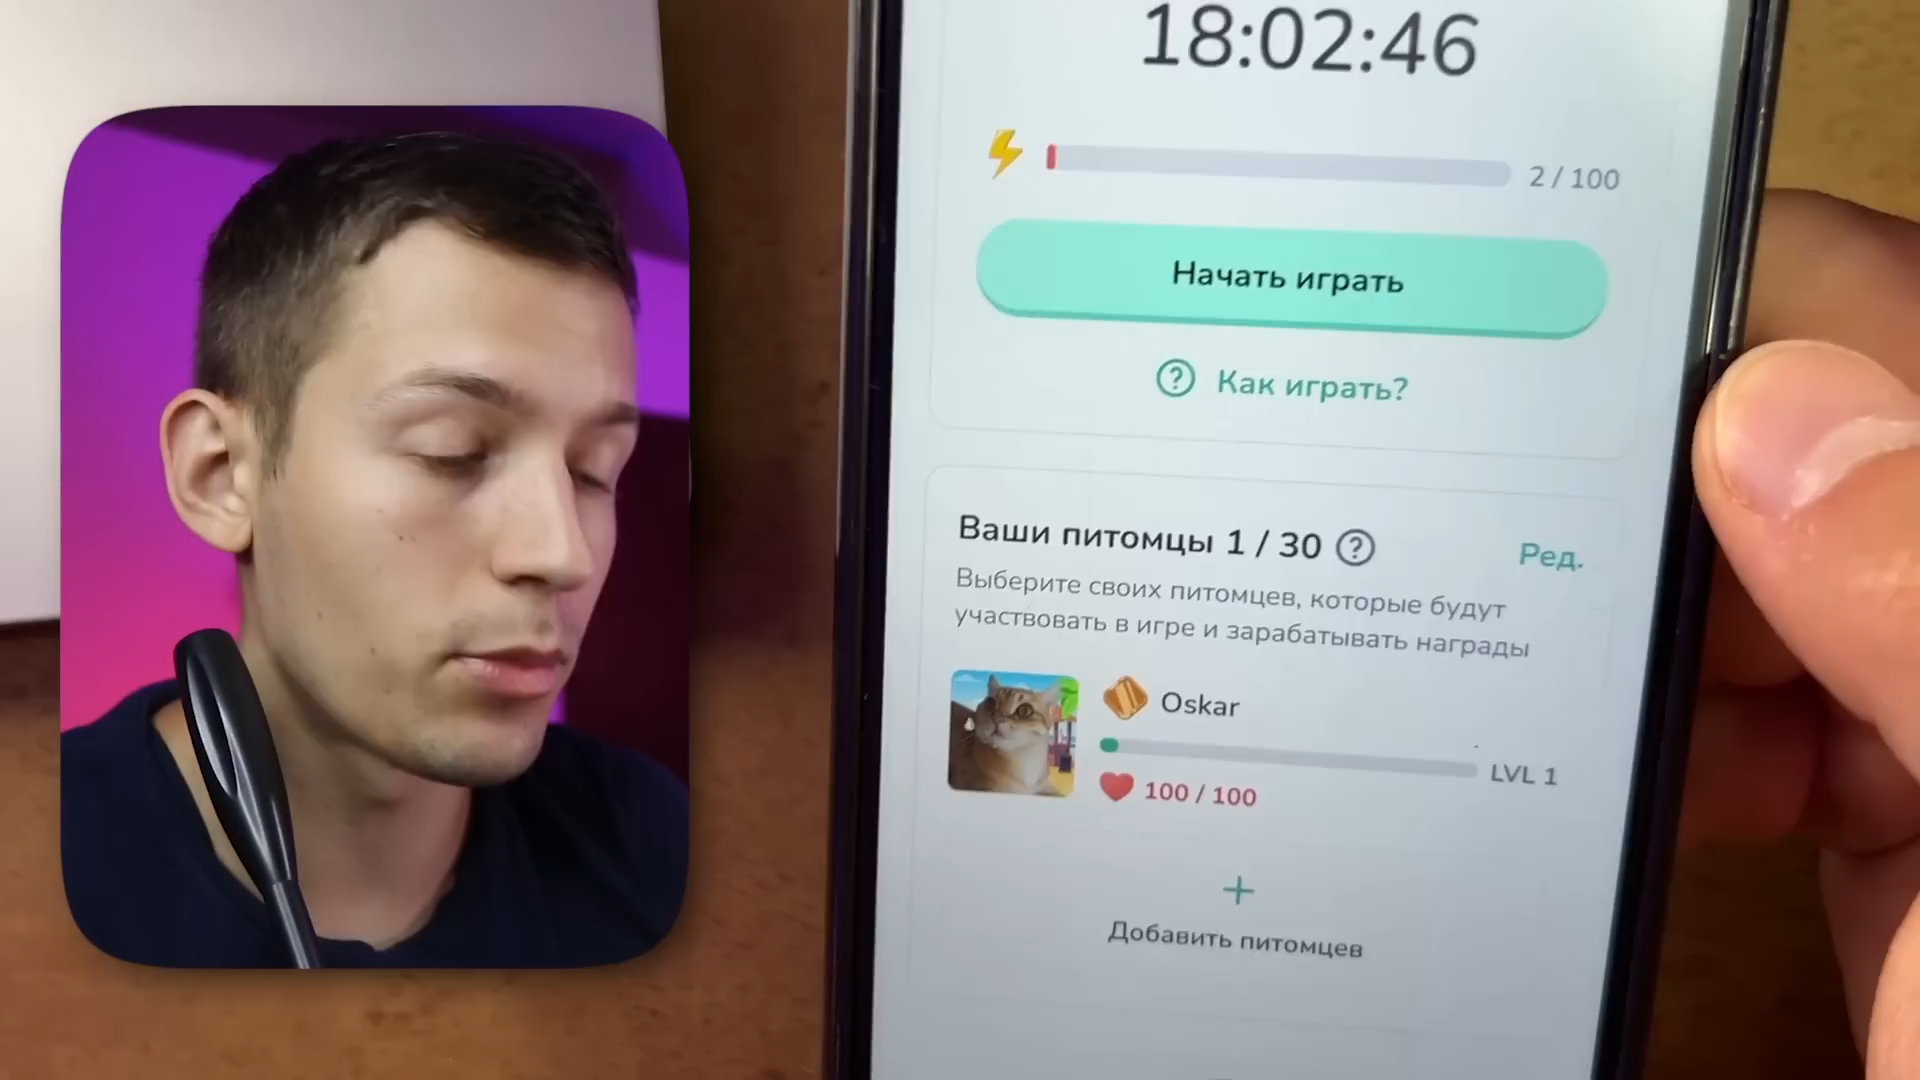 18:02:46
2 / 100
Начать играть
Как играть?
Ваши питомцы 1 / 30
Ред.
Выберите своих питомцев, которые будут
участвовать в игре и зарабатывать награды
Oskar
LVL 1
100 / 100
Добавить питомцев